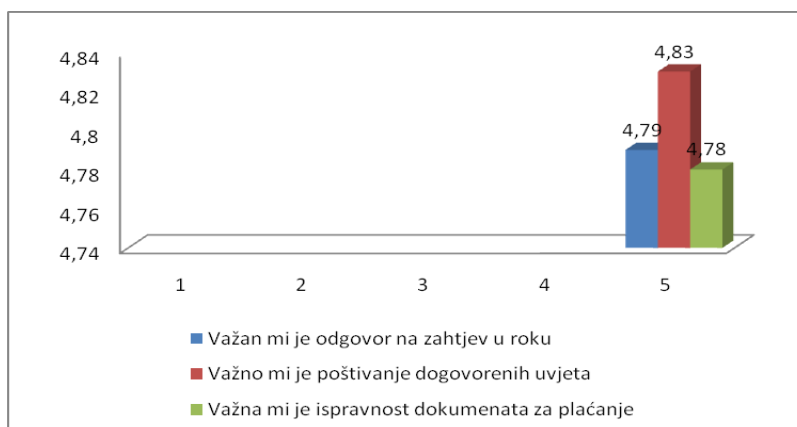 4,84
4,82
4,8
4,78
4,76
4,74
4,79
4,83
4,78
1 2 3 4 5
Važan mi je odgovor na zahtjev u roku
Važno mi je poštivanje dogovorenih uvjeta
Važna mi je ispravnost dokumenata za plaćanje